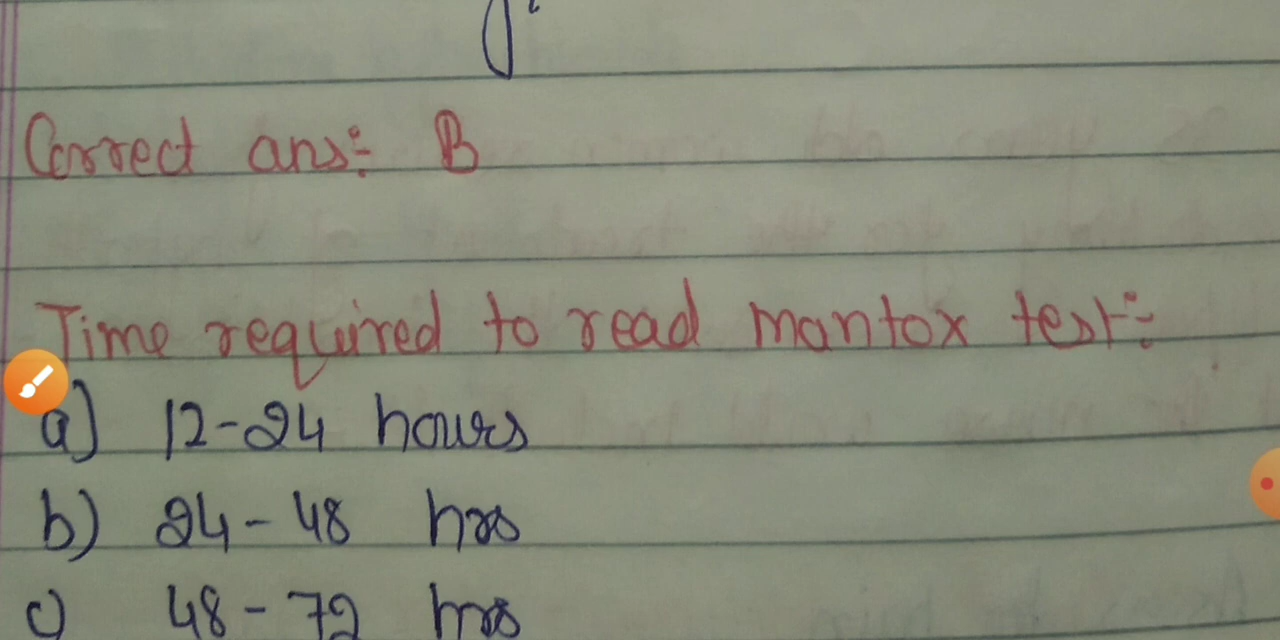 Correct ans:- B
Time required to read mantox test:-
a) 12-24 hours
b) 24-48 hrs
c) 48-72 hrs